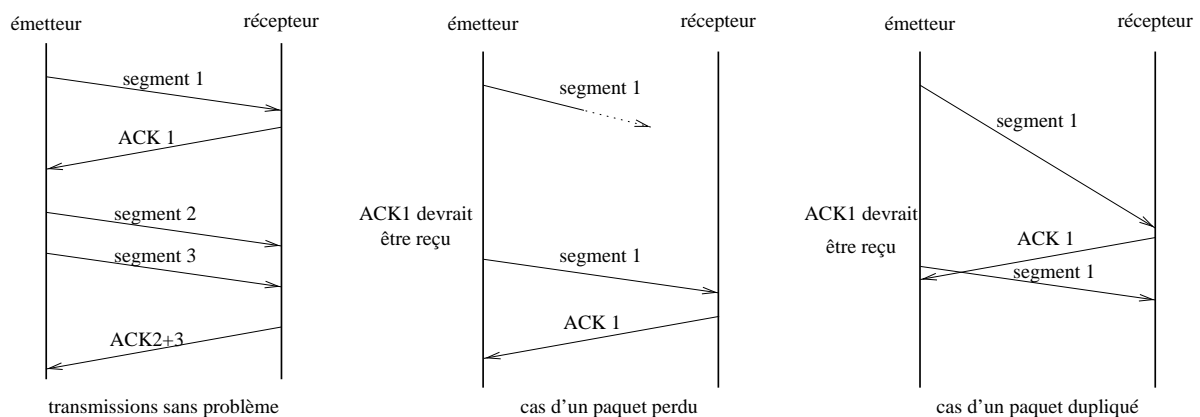 émetteur
récepteur
segment 1
ACK 1
segment 2
segment 3
ACK2+3
transmissions sans problème
émetteur
récepteur
segment 1
ACK1 devrait
être reçu
segment 1
ACK 1
cas d'un paquet perdu
émetteur
récepteur
segment 1
ACK1 devrait
être reçu
ACK 1
segment 1
cas d'un paquet dupliqué